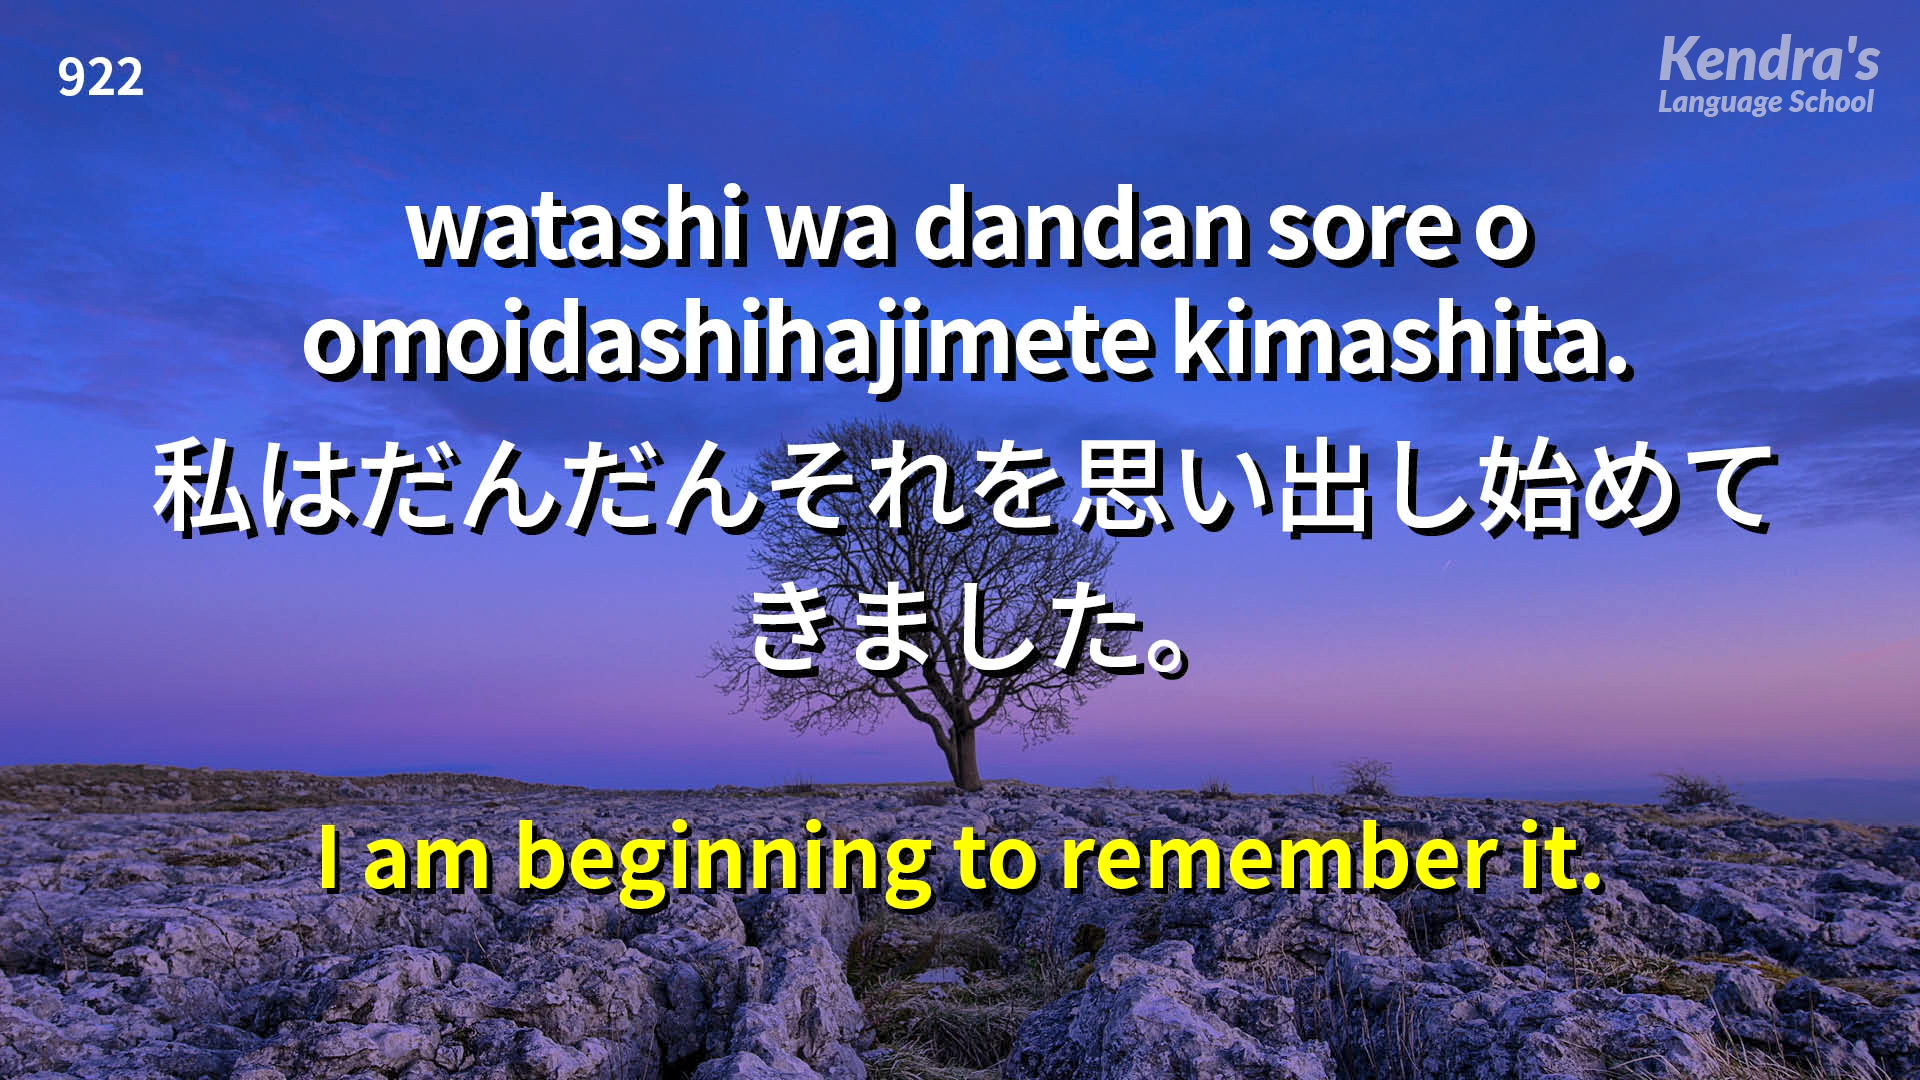 922
Kendra's
Language School
watashi wa dandan sore o
omoidashihajimete kimashita.
私はだんだんそれを思い出し始めて
きました。
I am beginning to remember it.